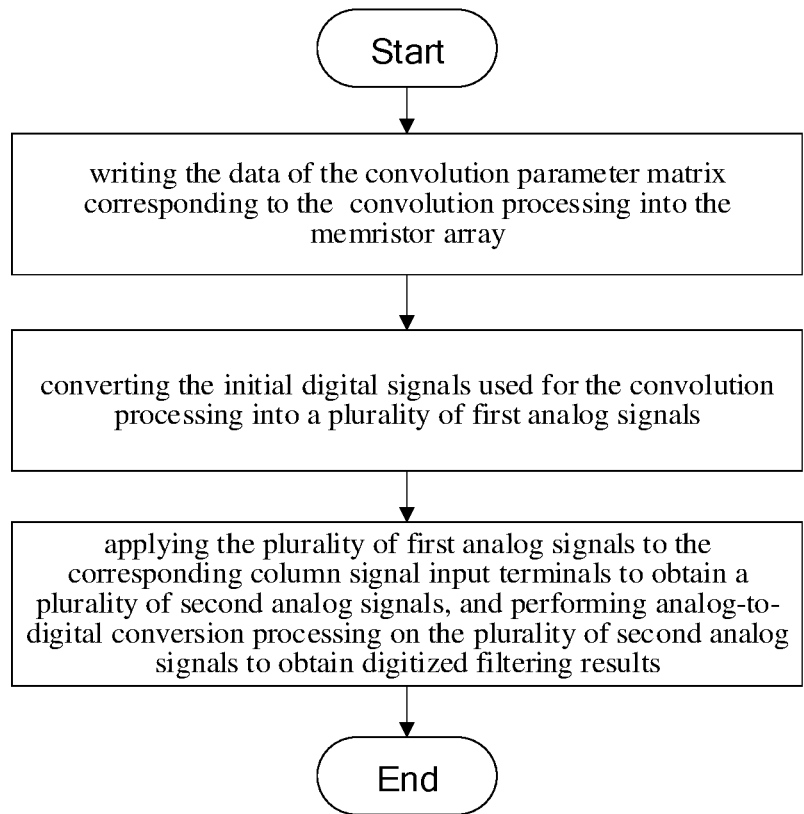 Start
writing the data of the convolution parameter matrix
corresponding to the convolution processing into the
memristor array
converting the initial digital signals used for the convolution
processing into a plurality of first analog signals
applying the plurality of first analog signals to the
corresponding column signal input terminals to obtain a
plurality of second analog signals, and performing analog-to-
digital conversion processing on the plurality of second analog
signals to obtain digitized filtering results
End